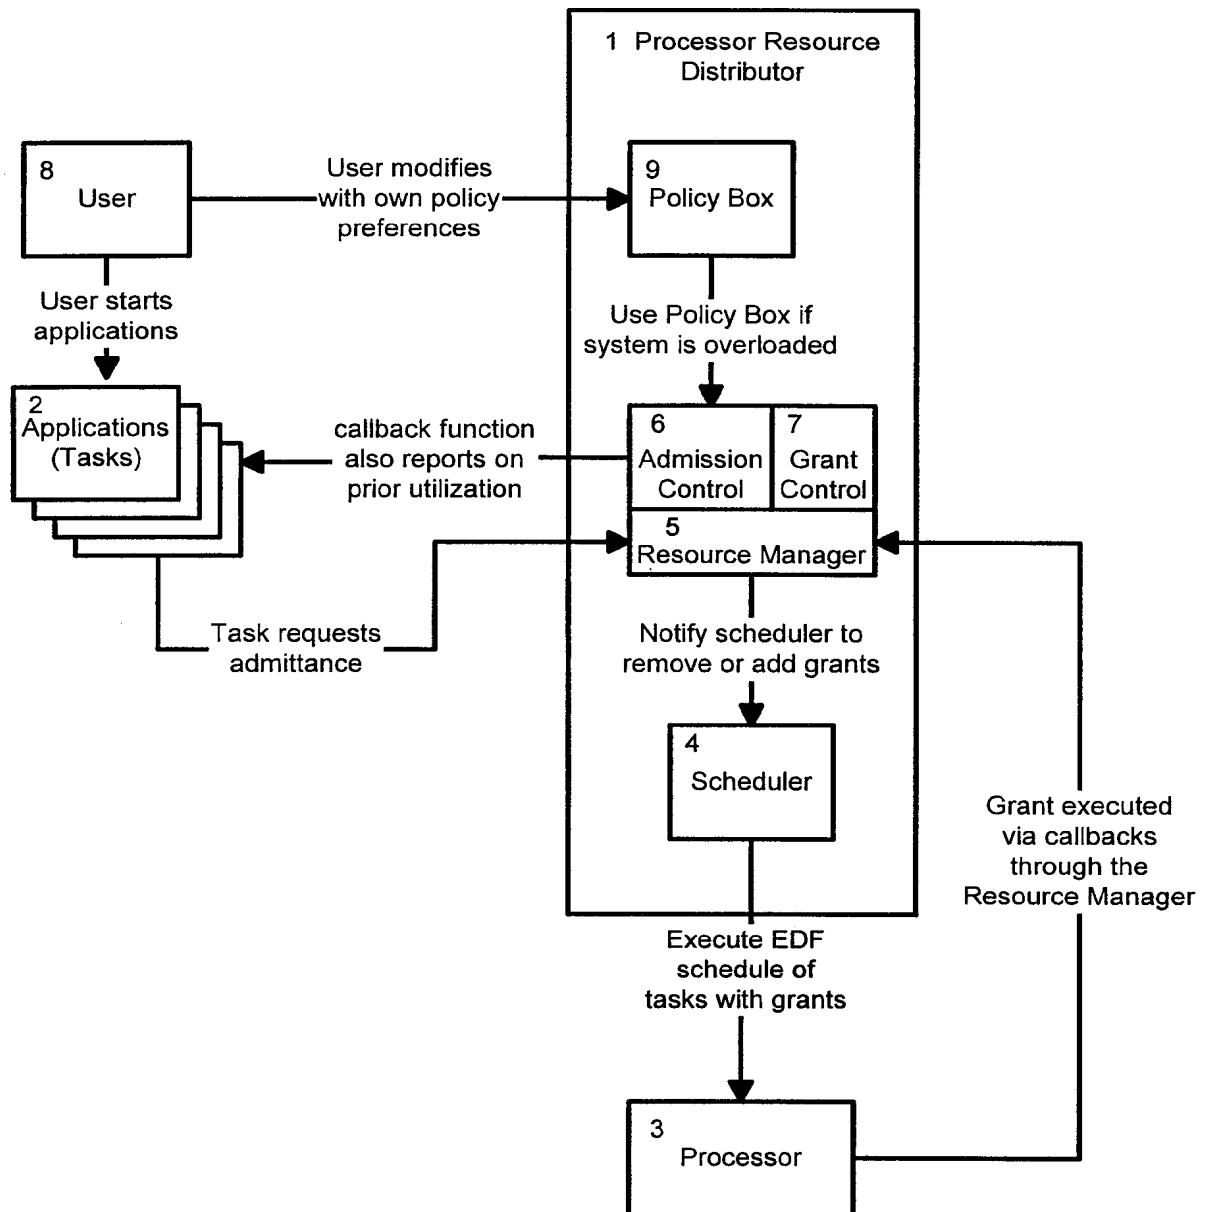 1 Processor Resource
Distributor
8
User
User modifies
with own policy
preferences
9
Policy Box
User starts
applications
Use Policy Box if
system is overloaded
2
Applications
(Tasks)
callback function
also reports on
prior utilization
6
Admission
Control
7
Grant
Control
5
Resource Manager
Task requests
admittance
Notify scheduler to
remove or add grants
4
Scheduler
Grant executed
via callbacks
through the
Resource Manager
Execute EDF
schedule of
tasks with grants
3
Processor